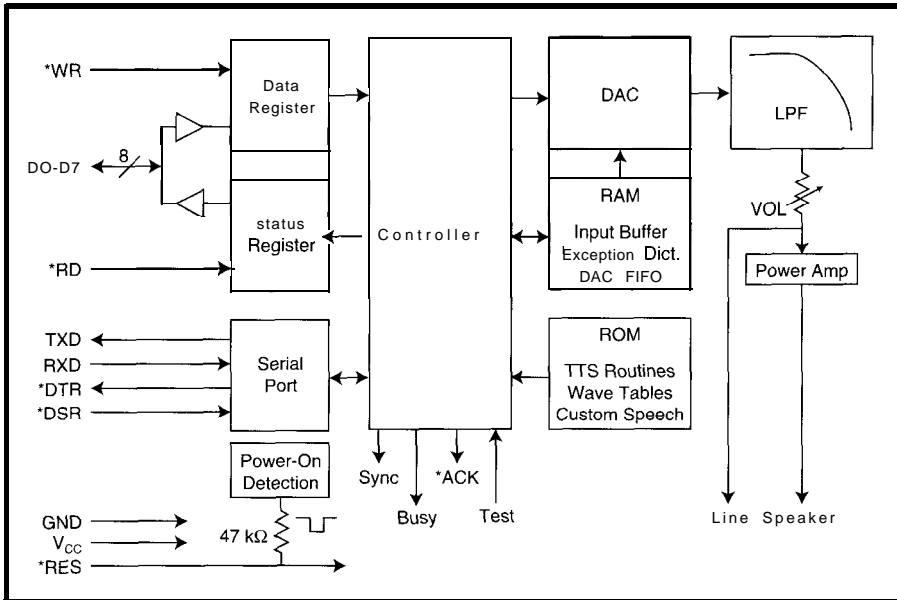 *WR
DO-D7
8
*RD
Data
Register
status
Register
Controller
DAC
RAM
Input Buffer
Exception Dict.
DAC FIFO
LPF
VOL
Power Amp
TXD
RXD
*DTR
*DSR
Serial
Port
ROM
TTS Routines
Wave Tables
Custom Speech
Power-On
Detection
Sync
*ACK
Busy
Test
Line Speaker
GND
VCC
*RES
47 kΩ